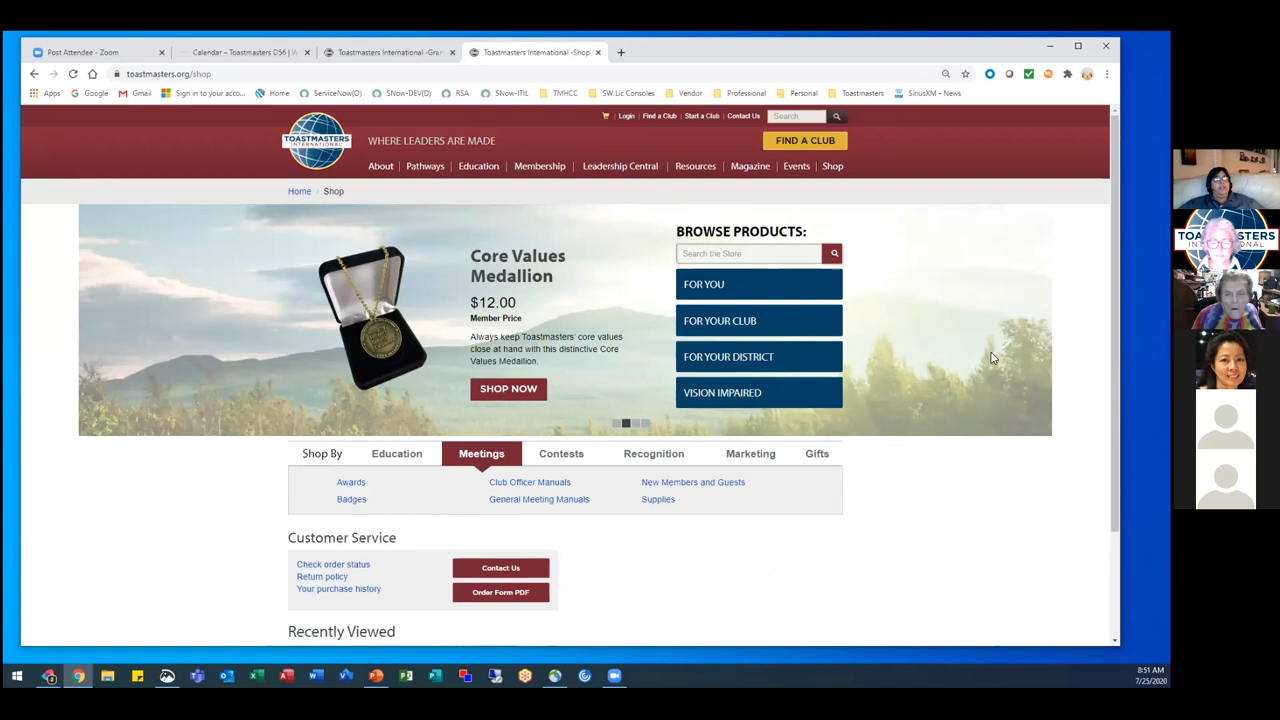 Post Attendee - Zoom
Calendar – Toastmasters D56 | W
Toastmasters International -Gra
Toastmasters International -Shop
toastmasters.org/shop
Apps Google Gmail Sign in to your acco... Home ServiceNow(O) SNow-DEV(D) RSA SNow-ITIL TMHCC SW Lic Consoles Vendor Professional Personal Toastmasters SiriusXM - News
Login Find a Club Start a Club Contact Us Search
TOASTMASTERS
INTERNATIONAL
WHERE LEADERS ARE MADE
FIND A CLUB
About Pathways Education Membership Leadership Central Resources Magazine Events Shop
Home / Shop
Core Values
Medallion
$12.00
Member Price
Always keep Toastmasters' core values
close at hand with this distinctive Core
Values Medallion.
SHOP NOW
BROWSE PRODUCTS:
Search the Store
FOR YOU
FOR YOUR CLUB
FOR YOUR DISTRICT
VISION IMPAIRED
Shop By Education Meetings Contests Recognition Marketing Gifts
Awards Club Officer Manuals New Members and Guests
Badges General Meeting Manuals Supplies
Customer Service
Check order status
Return policy
Your purchase history
Contact Us
Order Form PDF
Recently Viewed
8:51 AM
7/25/2020